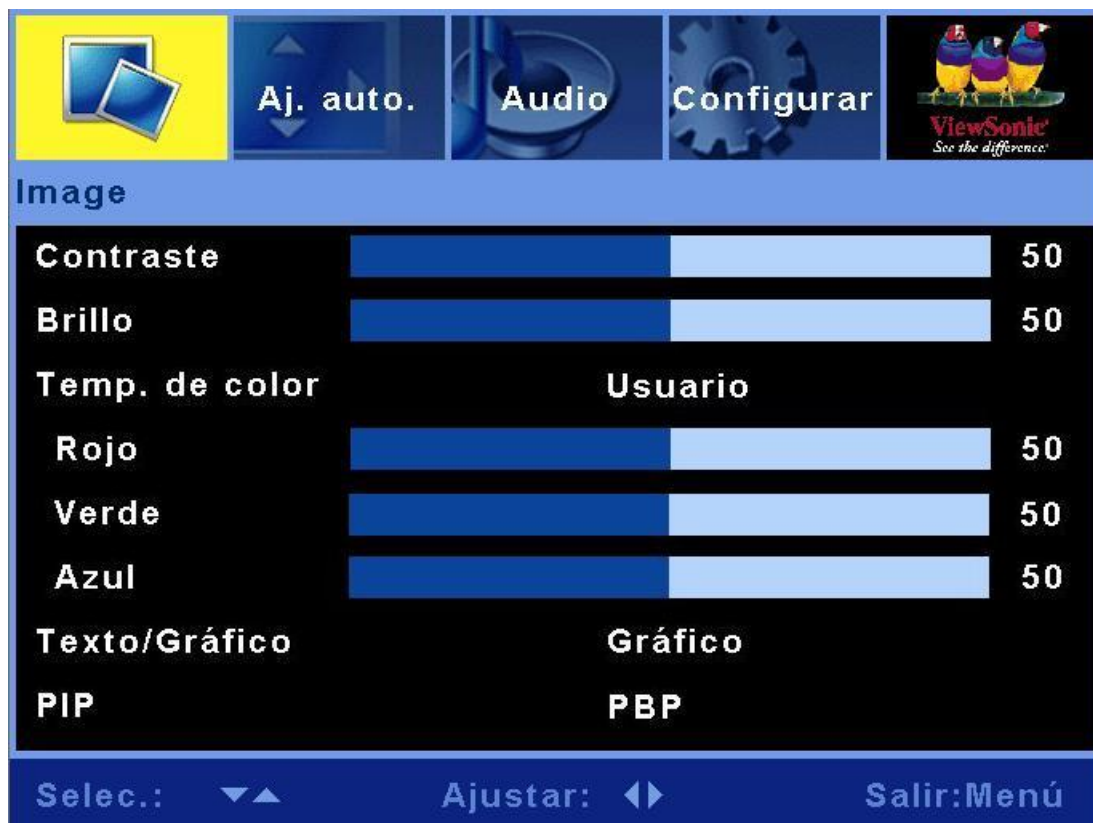 Aj. auto. Audio Configurar
ViewSonic®
See the difference.™
Image
Contraste 50
Brillo 50
Temp. de color Usuario
Rojo 50
Verde 50
Azul 50
Texto/Gráfico Gráfico
PIP PBP
Selec.: Ajustar: Salir:Menú